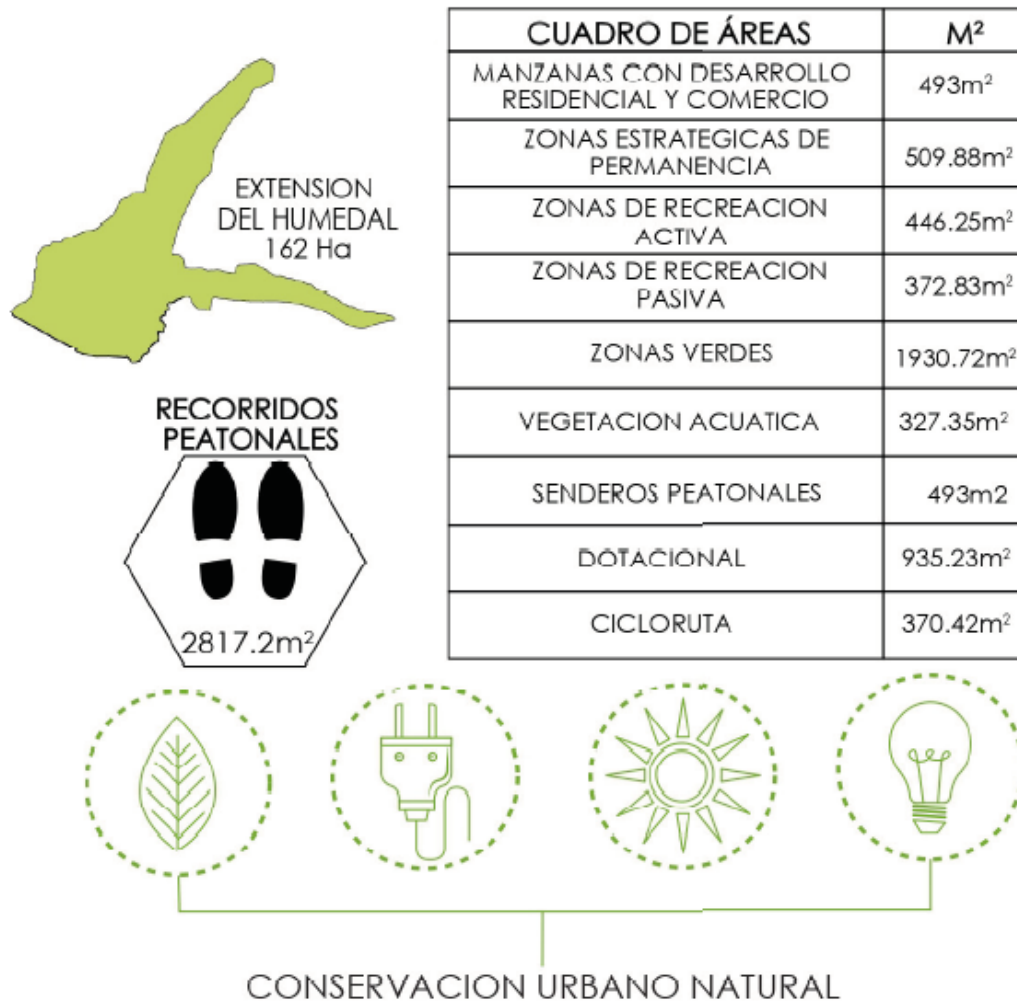 EXTENSION
DEL HUMEDAL
162 Ha
RECORRIDOS
PEATONALES
2817.2m²
CUADRO DE ÁREAS M²
MANZANAS CON DESARROLLO
RESIDENCIAL Y COMERCIO 493m²
ZONAS ESTRATEGICAS DE
PERMANENCIA 509.88m²
ZONAS DE RECREACION
ACTIVA 446.25m²
ZONAS DE RECREACION
PASIVA 372.83m²
ZONAS VERDES 1930.72m²
VEGETACION ACUATICA 327.35m²
SENDEROS PEATONALES 493m2
DOTACIONAL 935.23m²
CICLORUTA 370.42m²
CONSERVACION URBANO NATURAL